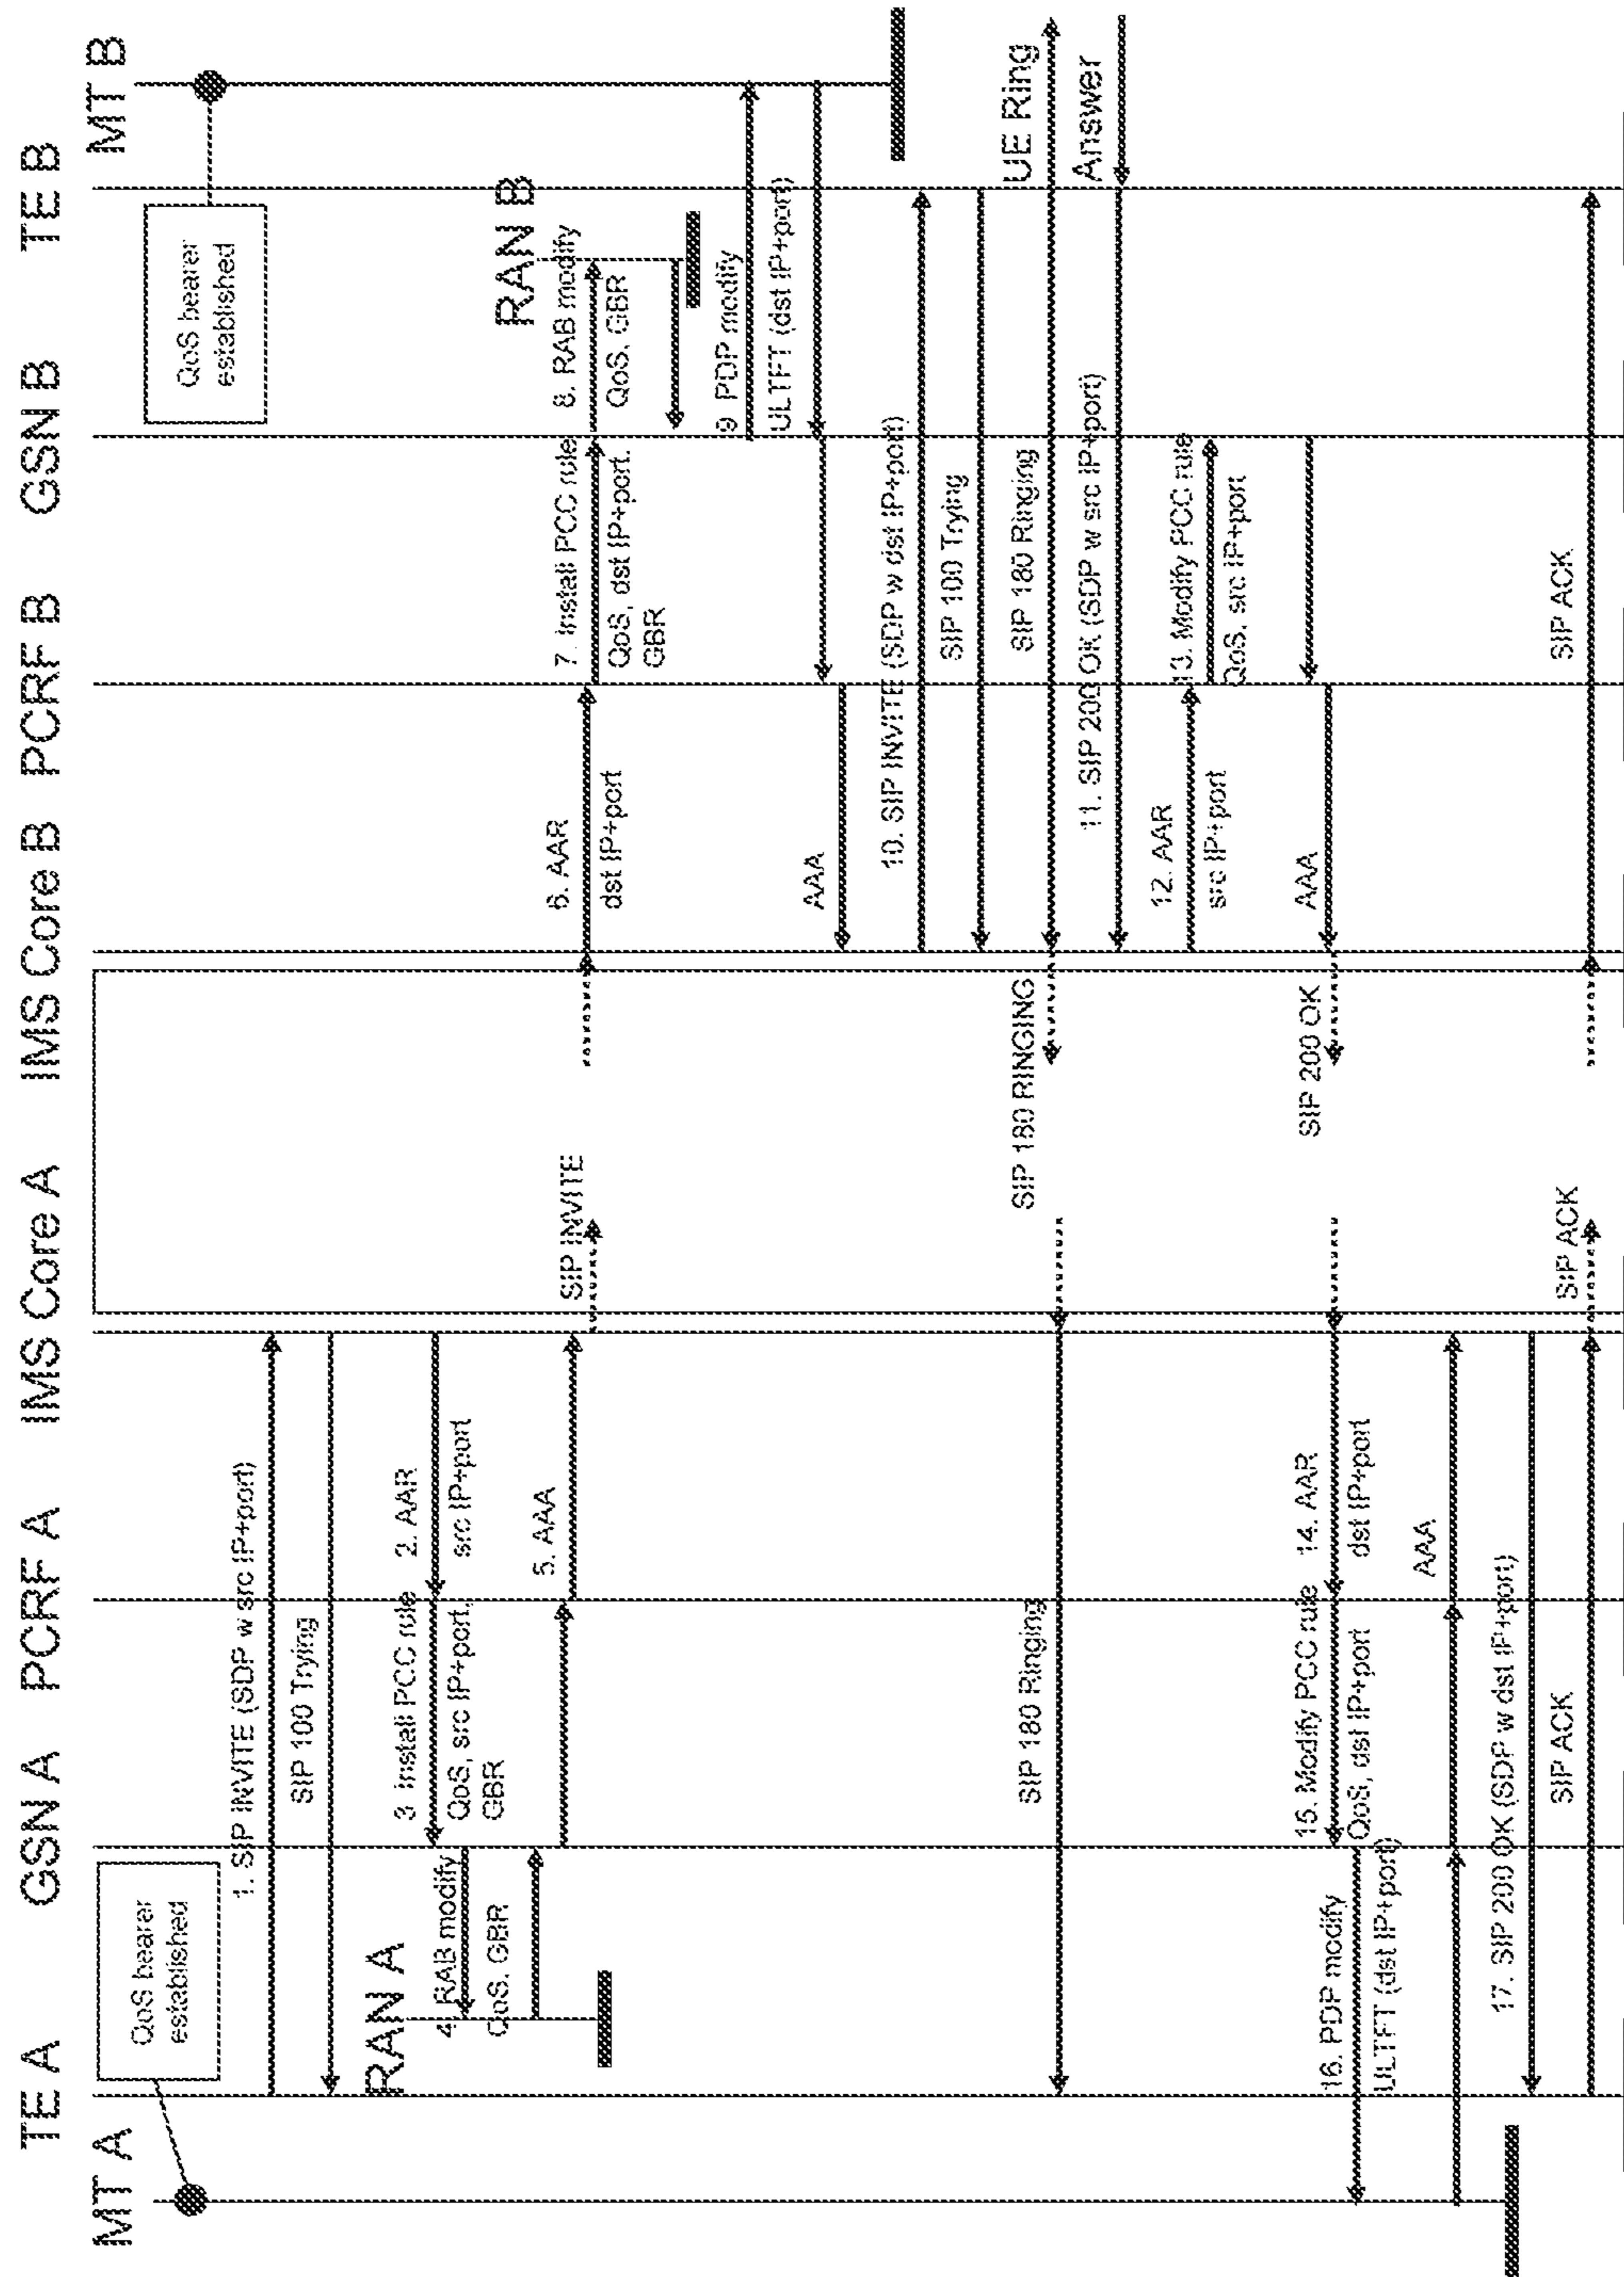 TE A
GSN A
PCRF A
IMS Core A
IMS Core B
PCRF B
GSN B
TE B
MT A
MT B
QoS bearer
established
QoS bearer
established
1. SIP INVITE (SDP w src IP+port)
SIP 100 Trying
RAN A
2. AAR
src IP+port
3 Install PCC rule
QoS, src IP+port,
GBR
4. RAB modify
QoS, GBR
5. AAA
SIP INVITE
6. AAR
dst IP+port
7. Install PCC rule
QoS, dst IP+port.
GBR
RAN B
8. RAB modify
QoS, GBR
9 PDP modify
ULTFT (dst IP+port)
AAA
10. SIP INVITE (SDP w dst IP+port)
SIP 100 Trying
SIP 180 Ringing
UE Ring
SIP 180 RINGING
SIP 180 Ringing
Answer
11. SIP 200 OK (SDP w src IP+port)
12. AAR
src IP+port
13. Modify PCC rule
QoS, src IP+port
AAA
SIP 200 OK
14. AAR
dst IP+port
15. Modify PCC rule
QoS, dst IP+port
16. PDP modify
ULTFT (dst IP+port)
AAA
17. SIP 200 OK (SDP w dst IP+port)
SIP ACK
SIP ACK
SIP ACK